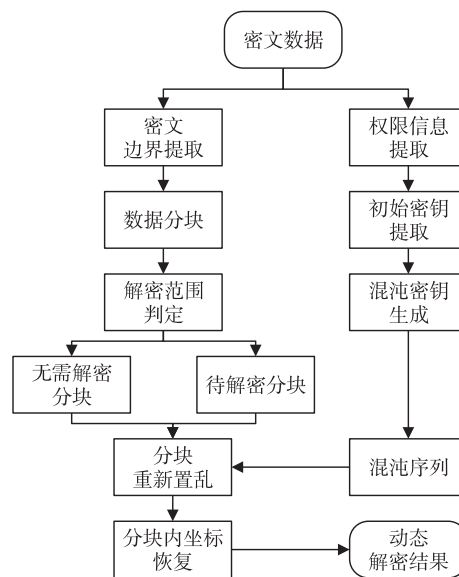 密文数据
密文
边界提取
权限信息
提取
数据分块
初始密钥
提取
解密范围
判定
混沌密钥
生成
无需解密
分块
待解密分块
分块
重新置乱
混沌序列
分块内坐标
恢复
动态
解密结果